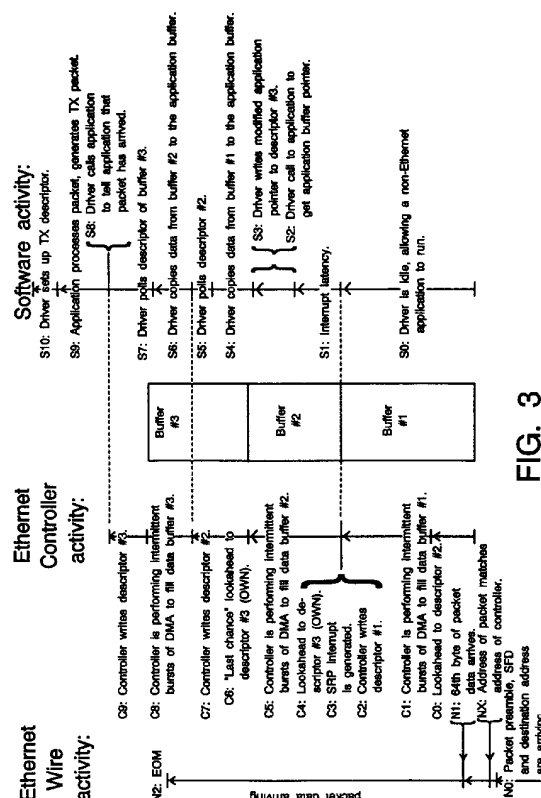 Ethernet
Wire
activity:
N2: EOM
packet data arriving
N1: 64th byte of packet
data arrives.
NX: Address of packet matches
address of controller.
N0: Packet preamble, SFD
and destination address
are arriving
Ethernet
Controller
activity:
C9: Controller writes descriptor #3.
C8: Controller is performing intermittent
bursts of DMA to fill data buffer #3.
C7: Controller writes descriptor #2.
C6: "Last chance" lookahead to
descriptor #3 (OWN).
C5: Controller is performing intermittent
bursts of DMA to fill data buffer #2.
C4: Lookahead to de-
scriptor #3 (OWN).
C3: SRP Interrupt
is generated.
C2: Controller writes
descriptor #1.
C1: Controller is performing intermittent
bursts of DMA to fill data buffer #1.
C0: Lookahead to descriptor #2.
Buffer
#3
Buffer
#2
Buffer
#1
Software activity:
S10: Driver sets up TX descriptor.
S9: Application processes packet, generates TX packet.
S8: Driver calls application
to tell application that
packet has arrived.
S7: Driver polls descriptor of buffer #3.
S6: Driver copies data from buffer #2 to the application buffer.
S5: Driver polls descriptor #2.
S4: Driver copies data from buffer #1 to the application buffer.
S3: Driver writes modified application
pointer to descriptor #3.
S2: Driver call to application to
get application buffer pointer.
S1: Interrupt latency.
S0: Driver is idle, allowing a non-Ethernet
application to run.
FIG. 3